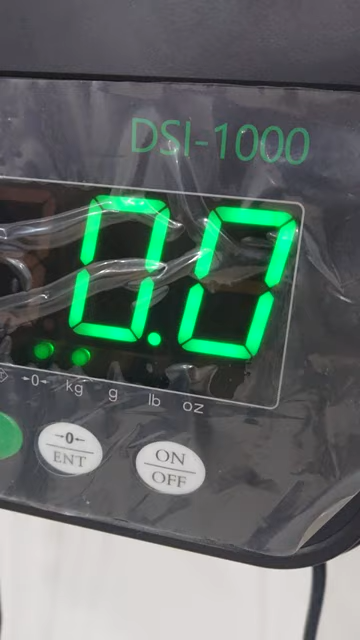 DSI-1000
0.0
→0← kg g lb oz
→0←
ENT
ON
OFF